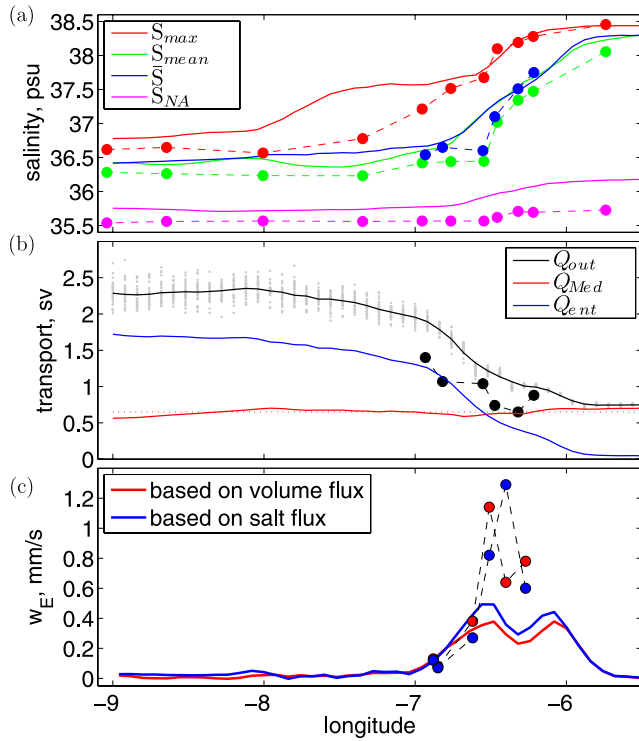 (a)
38.5
38
37.5
37
36.5
36
35.5
salinity, psu
S_max
S_mean
S̄
S_NA
(b)
2.5
2
1.5
1
0.5
0
transport, sv
Q_out
Q_Med
Q_ent
(c)
1.2
1
0.8
0.6
0.4
0.2
0
w_E, mm/s
based on volume flux
based on salt flux
−9 −8 −7 −6
longitude